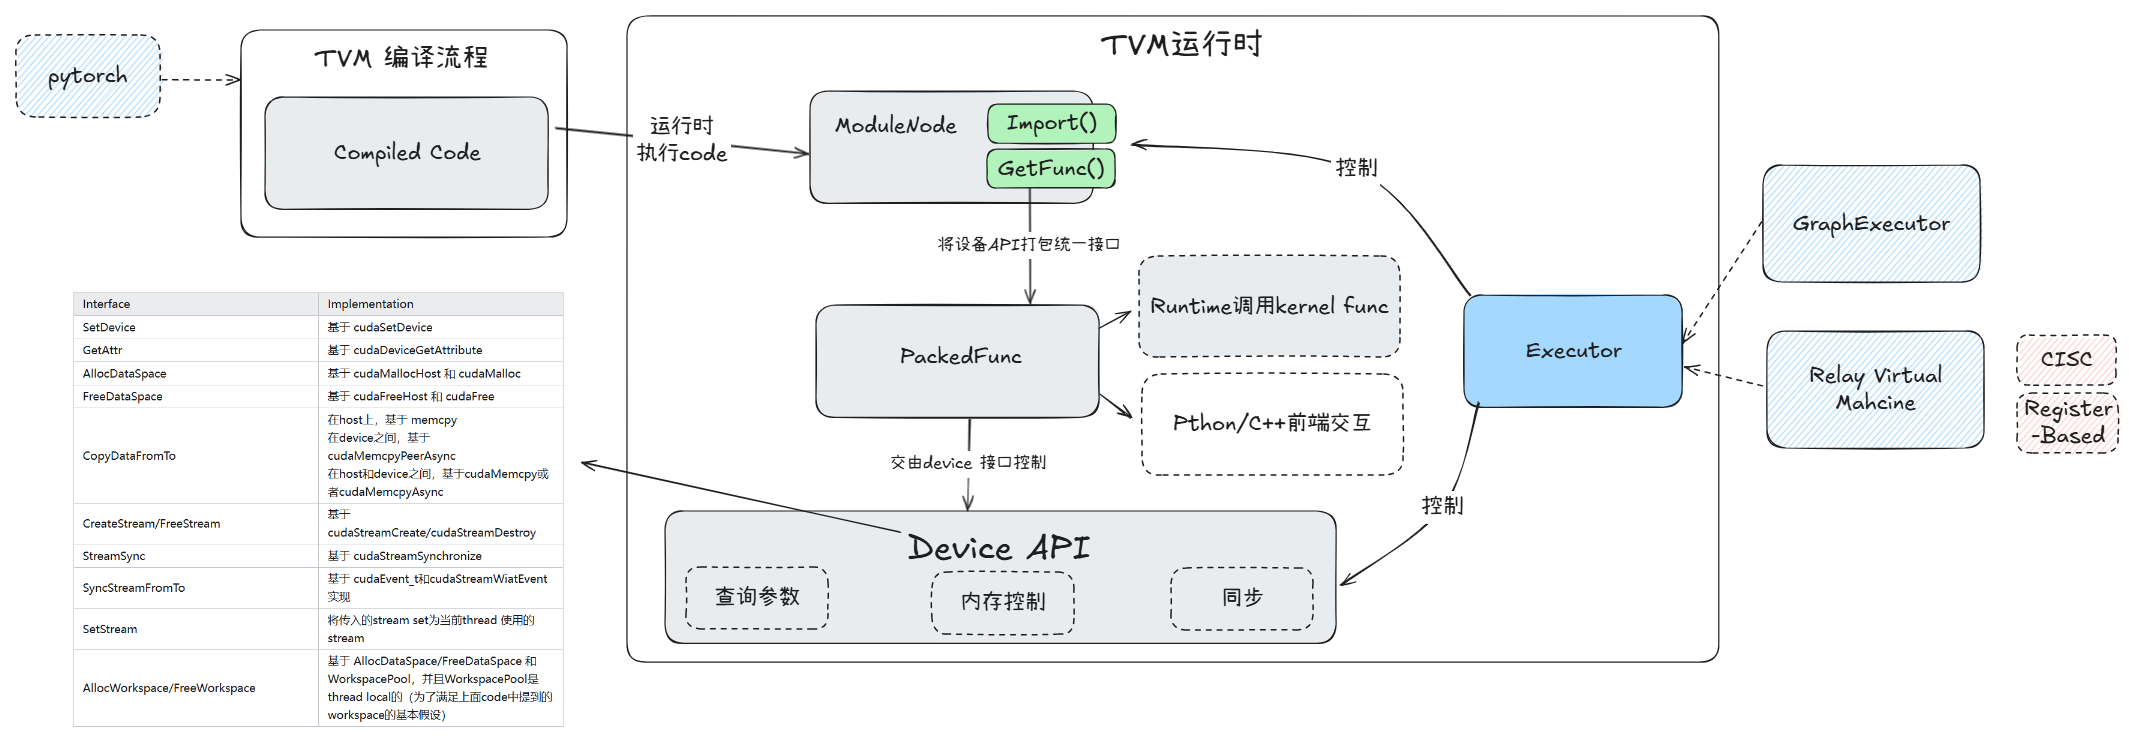 pytorch
TVM 编译流程
Compiled Code
运行时
执行code
TVM运行时
ModuleNode
Import()
GetFunc()
控制
将设备API打包统一接口
PackedFunc
Runtime调用kernel func
Pthon/C++前端交互
交由device 接口控制
控制
Executor
GraphExecutor
Relay Virtual
Mahcine
CISC
Register
-Based
Device API
查询参数
内存控制
同步
Interface
Implementation
SetDevice
基于 cudaSetDevice
GetAttr
基于 cudaDeviceGetAttribute
AllocDataSpace
基于 cudaMallocHost 和 cudaMalloc
FreeDataSpace
基于 cudaFreeHost 和 cudaFree
CopyDataFromTo
在host上，基于 memcpy
在device之间，基于
cudaMemcpyPeerAsync
在host和device之间，基于cudaMemcpy或
者cudaMemcpyAsync
CreateStream/FreeStream
基于
cudaStreamCreate/cudaStreamDestroy
StreamSync
基于 cudaStreamSynchronize
SyncStreamFromTo
基于 cudaEvent_t和cudaStreamWiatEvent
实现
SetStream
将传入的stream set为当前thread 使用的
stream
AllocWorkspace/FreeWorkspace
基于 AllocDataSpace/FreeDataSpace 和
WorkspacePool，并且WorkspacePool是
thread local的（为了满足上面code中提到的
workspace的基本假设）